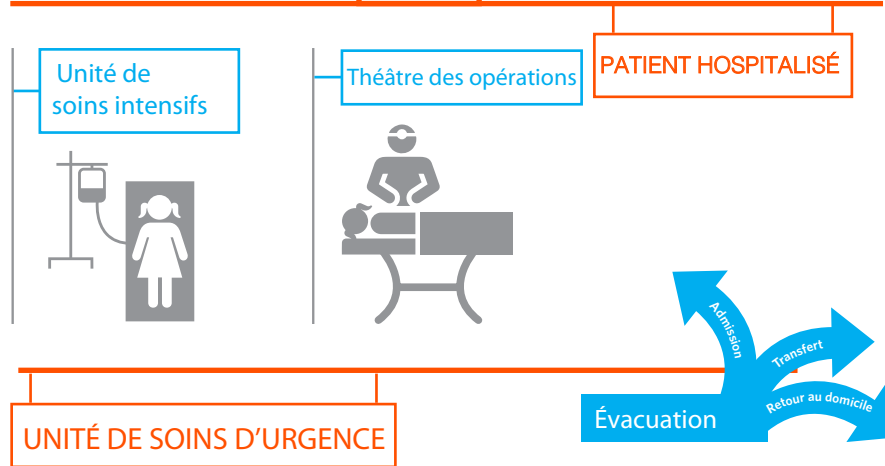 Unité de
soins intensifs
Théâtre des opérations
PATIENT HOSPITALISÉ
Admission
Transfert
Retour au domicile
Évacuation
UNITÉ DE SOINS D'URGENCE